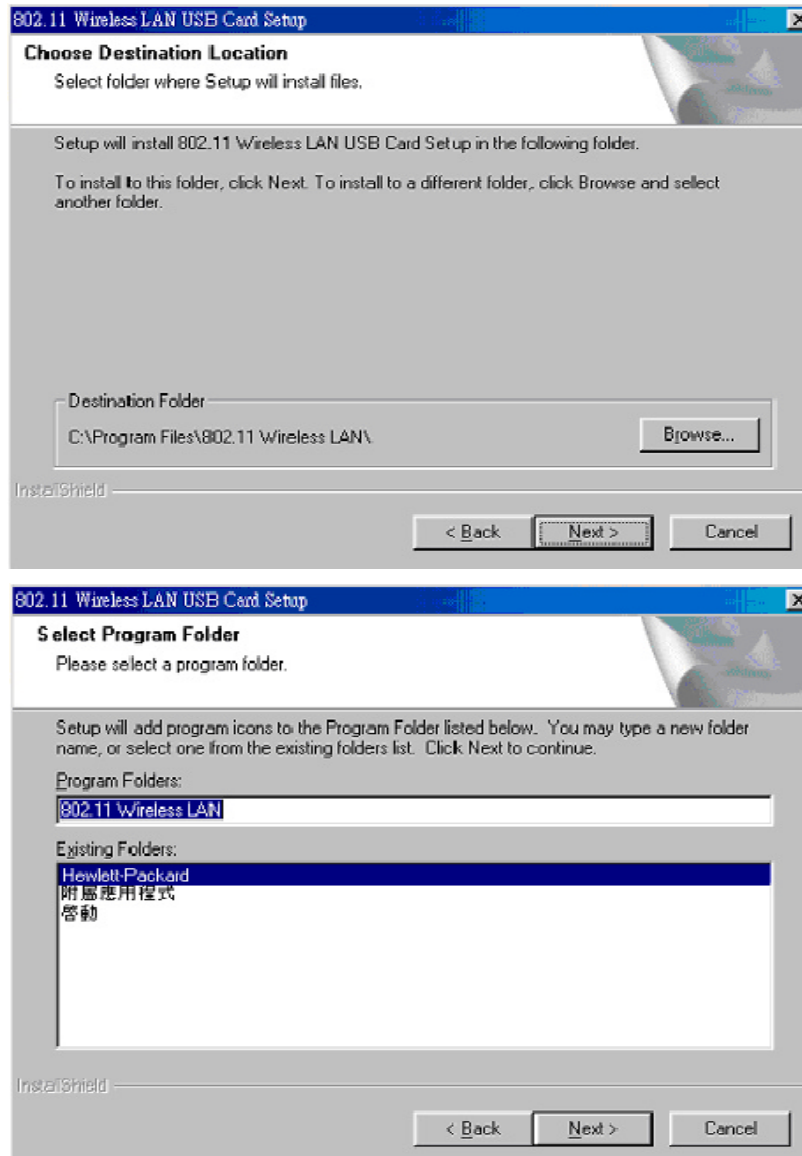 802.11 Wireless LAN USB Card Setup
Choose Destination Location
Select folder where Setup will install files.
Setup will install 802.11 Wireless LAN USB Card Setup in the following folder.
To install to this folder, click Next. To install to a different folder, click Browse and select
another folder.
Destination Folder
C:\Program Files\802.11 Wireless LAN\
Browse...
InstallShield
< Back
Next >
Cancel
802.11 Wireless LAN USB Card Setup
Select Program Folder
Please select a program folder.
Setup will add program icons to the Program Folder listed below. You may type a new folder
name, or select one from the existing folders list. Click Next to continue.
Program Folders:
802.11 Wireless LAN
Existing Folders:
Hewlett-Packard
附屬應用程式
啓動
InstallShield
< Back
Next >
Cancel